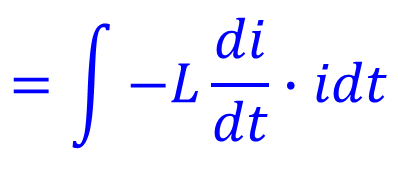 = ∫ −L di/dt · idt